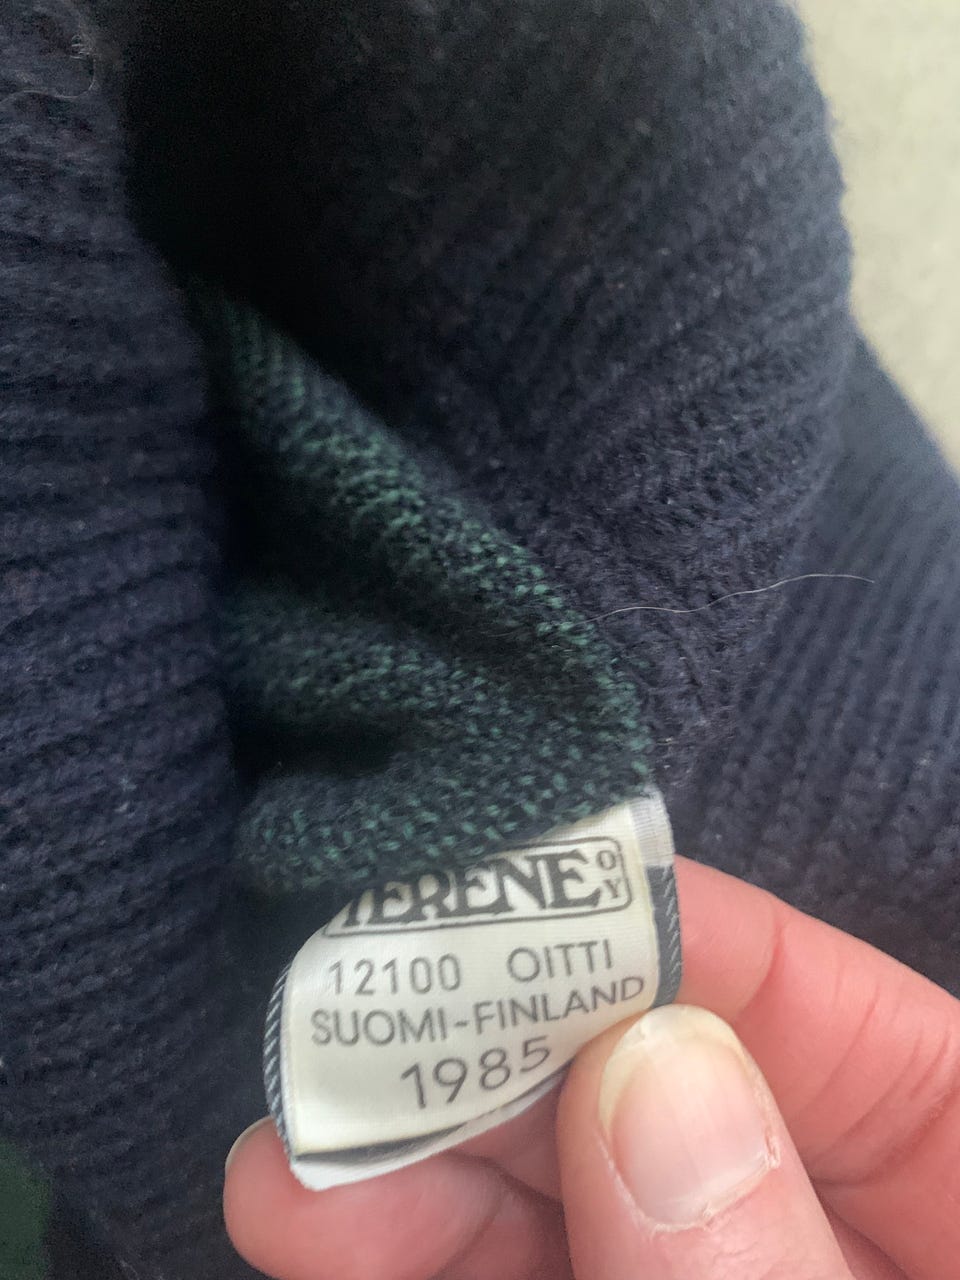 TERENE OY
12100 OITTI
SUOMI-FINLAND
1985